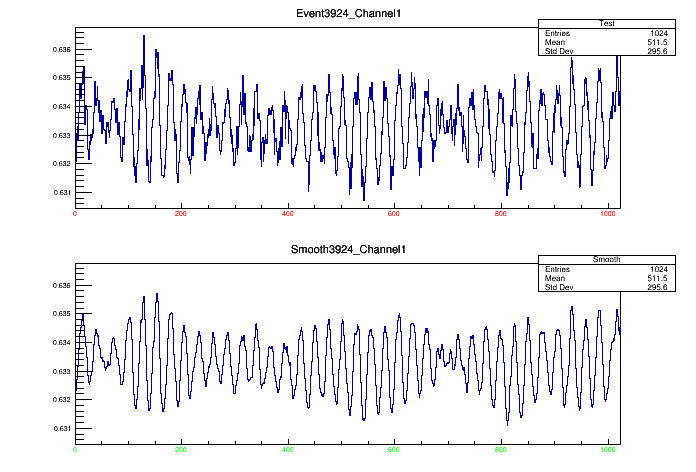 Event3924_Channel1
Test
Entries 1024
Mean 511.5
Std Dev 295.6
0.636
0.635
0.634
0.633
0.632
0.631
0 200 400 600 800 1000
Smooth3924_Channel1
Smooth
Entries 1024
Mean 511.5
Std Dev 295.6
0.636
0.635
0.634
0.633
0.632
0.631
0 200 400 600 800 1000